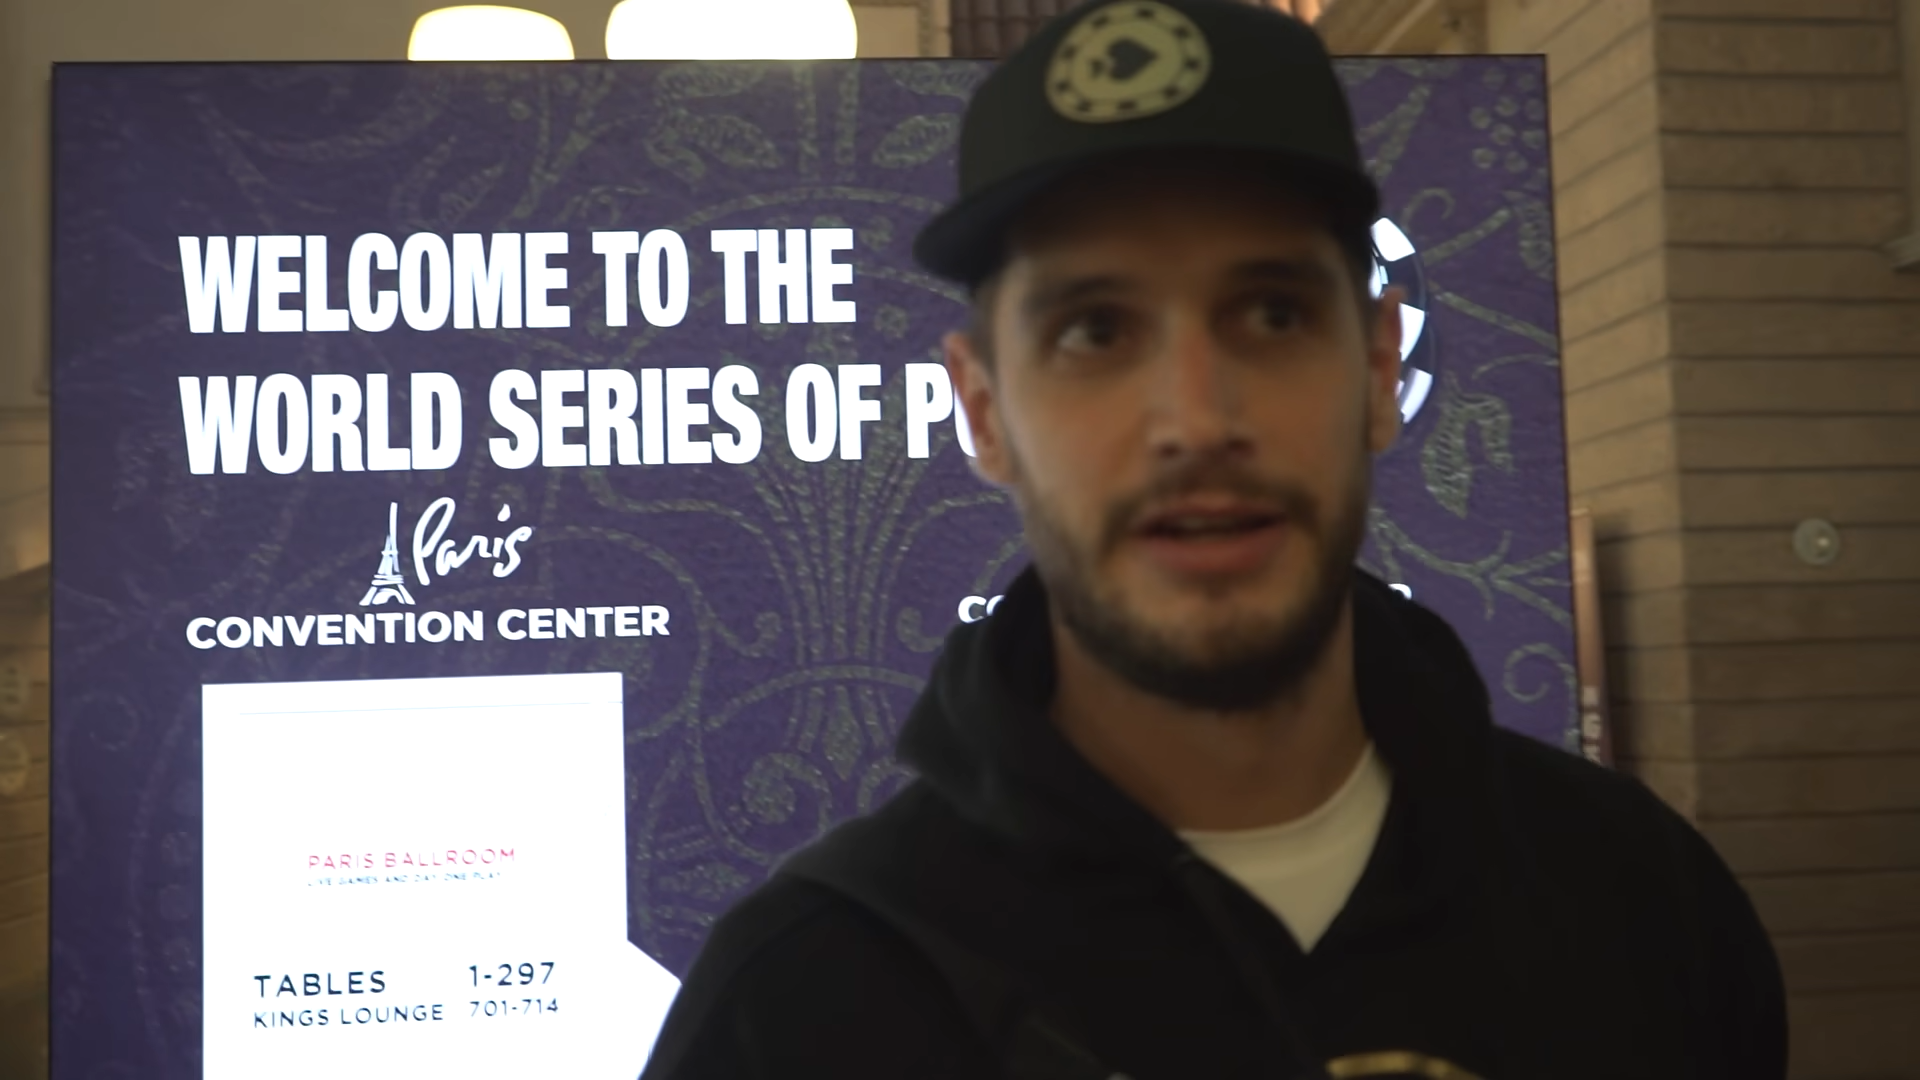 WELCOME TO THE
WORLD SERIES OF
Paris
CONVENTION CENTER
PARIS BALLROOM
LIVE GAMES AND DAY ONE PLAY
TABLES 1-297
KINGS LOUNGE 701-714